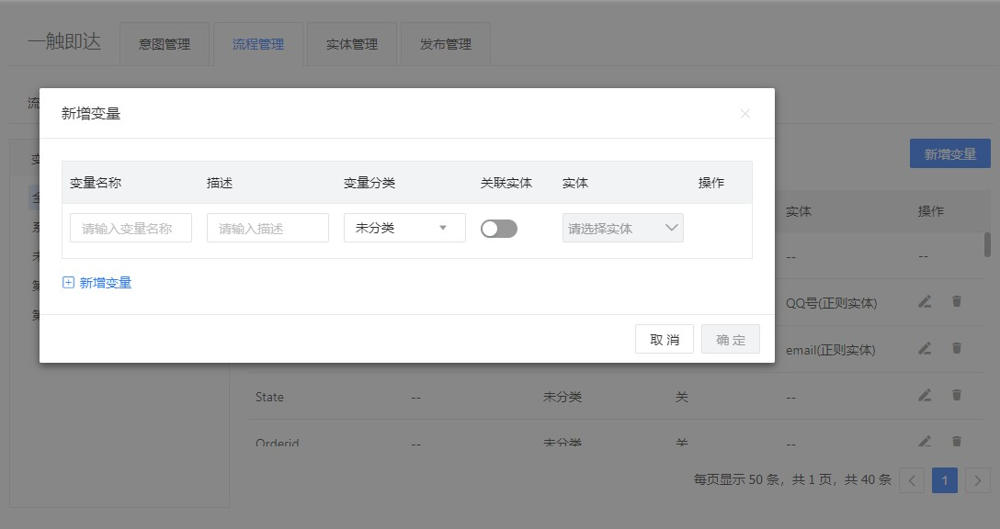 一触即达 意图管理 流程管理 实体管理 发布管理
流
新增变量
变
新增变量
变量名称 描述 变量分类 关联实体 实体 操作
请输入变量名称 请输入描述 未分类 请选择实体
新增变量
取 消 确 定
实体 操作
-- --
QQ号(正则实体)
email(正则实体)
State -- 未分类 关 --
Orderid -- 未分类 关 --
每页显示 50 条，共 1 页，共 40 条 1